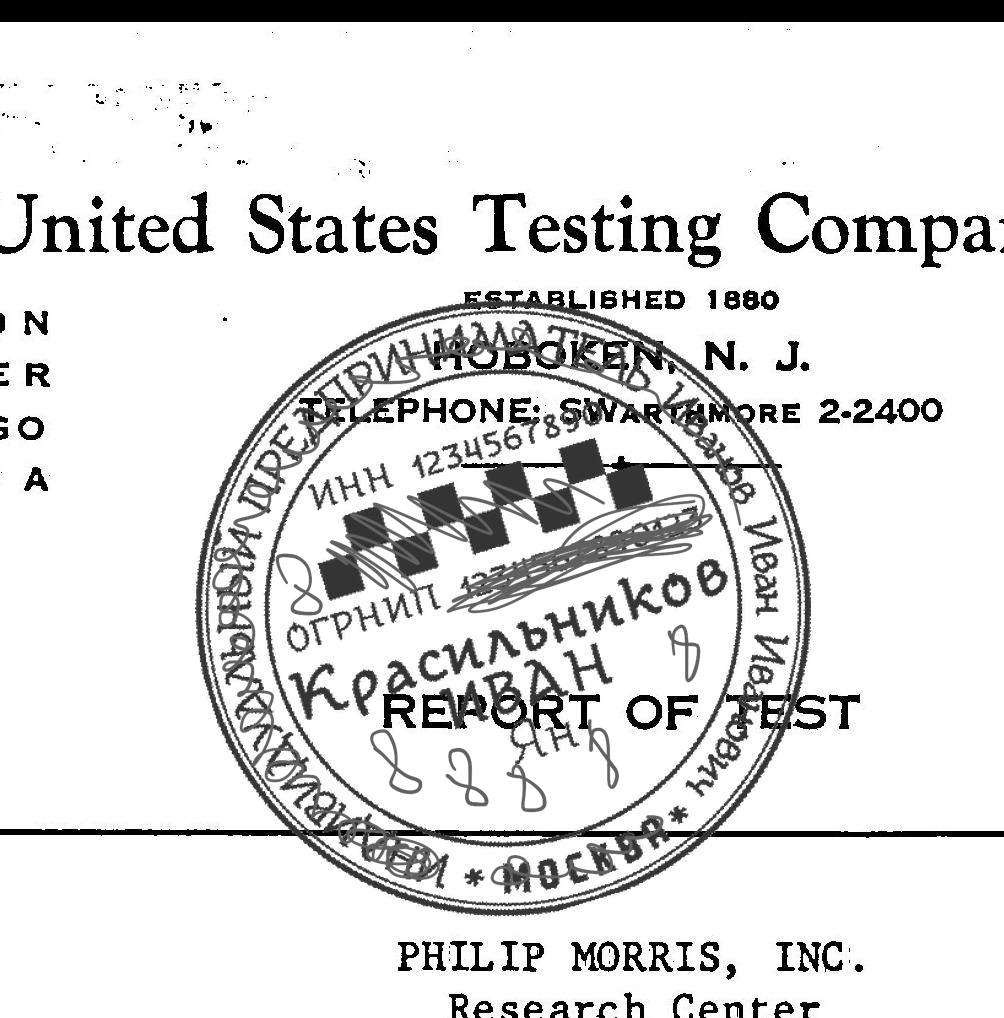 United States Testing Compa
ESTABLISHED 1880
HOBOKEN, N. J.
TELEPHONE: SWARTHMORE 2-2400
O N
E R
G O
A
ИНДИВИДУАЛЬНЫЙ ПРЕДПРИНИМАТЕЛЬ Иванов Иван Иванович
* МОСКВА *
ИНН 1234567890
ОГРНИП
Красильников
ИВАН
Ян
REPORT OF TEST
PHILIP MORRIS, INC.
Research Center